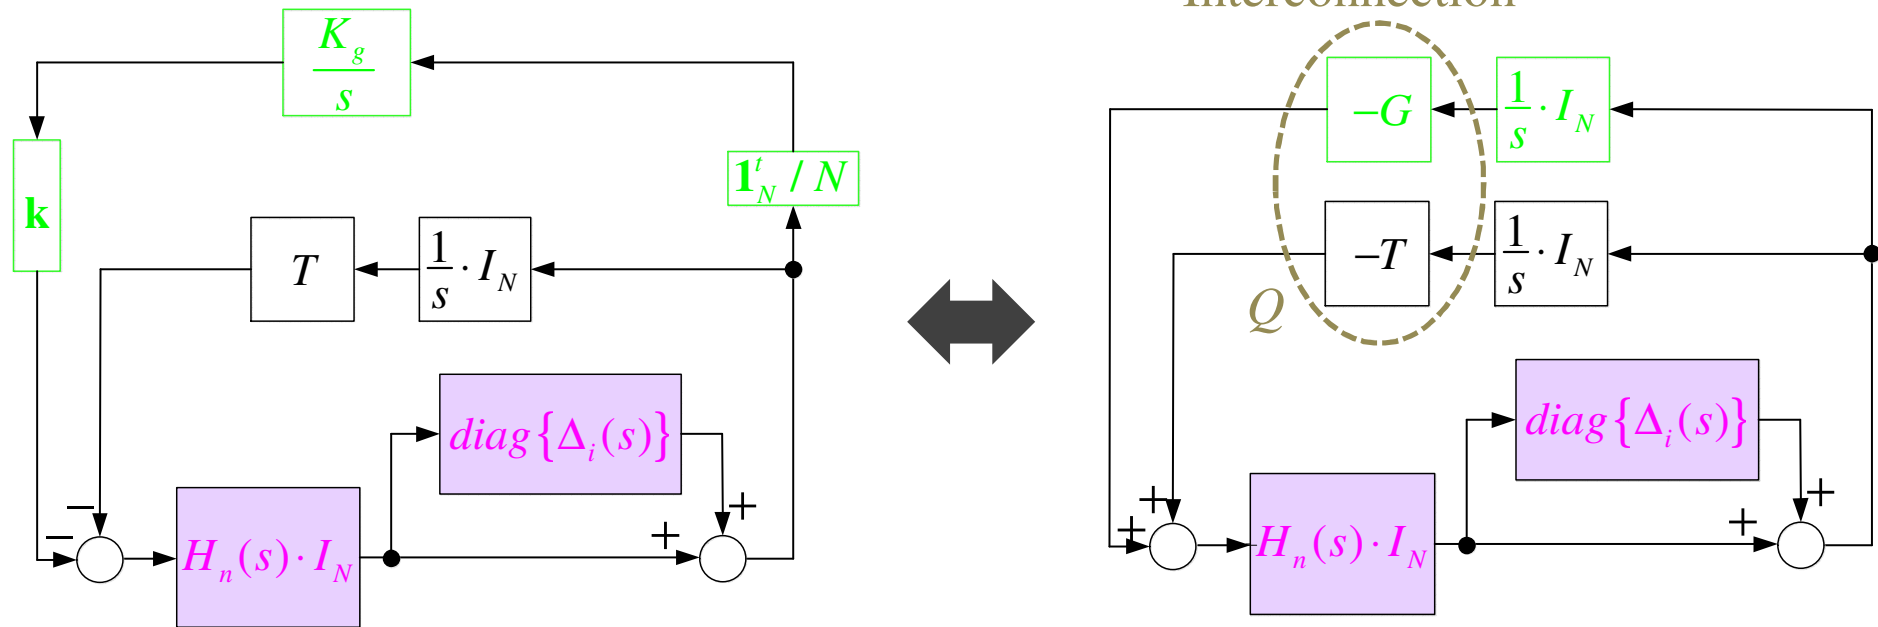 K_g / s
k
1_N^t / N
T
1/s · I_N
− −
H_n(s) · I_N
diag{Δ_i(s)}
+ +
Interconnection
−G
1/s · I_N
−T
1/s · I_N
Q
diag{Δ_i(s)}
+ +
H_n(s) · I_N
+ +